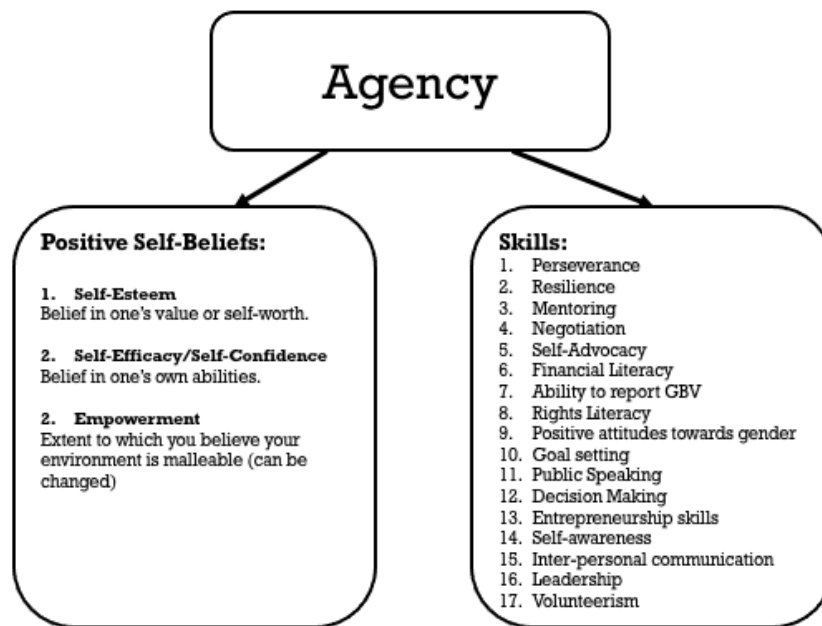 Agency
Positive Self-Beliefs:
1. Self-Esteem
Belief in one's value or self-worth.
2. Self-Efficacy/Self-Confidence
Belief in one's own abilities.
2. Empowerment
Extent to which you believe your
environment is malleable (can be
changed)
Skills:
1. Perseverance
2. Resilience
3. Mentoring
4. Negotiation
5. Self-Advocacy
6. Financial Literacy
7. Ability to report GBV
8. Rights Literacy
9. Positive attitudes towards gender
10. Goal setting
11. Public Speaking
12. Decision Making
13. Entrepreneurship skills
14. Self-awareness
15. Inter-personal communication
16. Leadership
17. Volunteerism